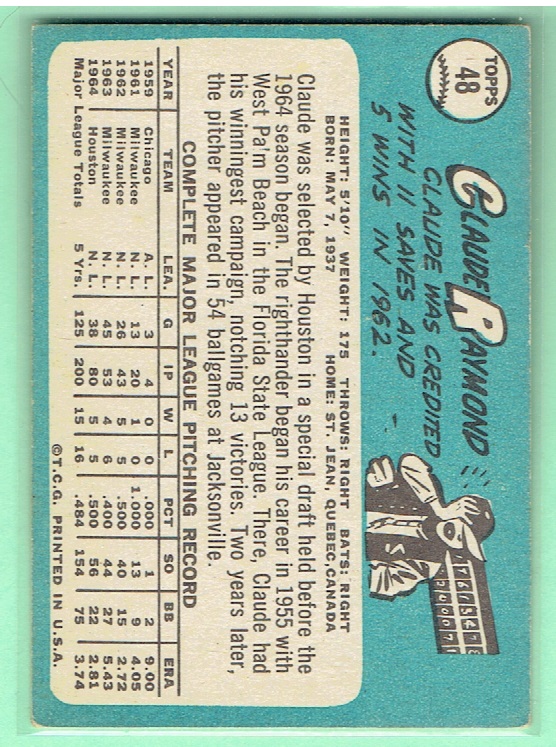 TOPPS
48
CLAUDE RAYMOND
CLAUDE WAS CREDITED
WITH 11 SAVES AND
5 WINS IN 1962.
HEIGHT: 5'10" WEIGHT: 175 THROWS: RIGHT BATS: RIGHT
BORN: MAY 7, 1937 HOME: ST. JEAN, QUEBEC, CANADA
Claude was selected by Houston in a special draft held before the
1964 season began. The righthander began his career in 1955 with
West Palm Beach in the Florida State League. There, Claude had
his winningest campaign, notching 13 victories. Two years later,
the pitcher appeared in 54 ballgames at Jacksonville.
COMPLETE MAJOR LEAGUE PITCHING RECORD
YEAR TEAM LEA. G IP W L PCT SO BB ERA
1959 Chicago A. L. 3 4 0 0 .000 1 2 9.00
1961 Milwaukee N. L. 13 20 1 0 1.000 13 9 4.05
1962 Milwaukee N. L. 26 43 5 5 .500 40 15 2.72
1963 Milwaukee N. L. 45 53 4 6 .400 44 27 5.43
1964 Houston N. L. 38 80 5 5 .500 56 22 2.81
Major League Totals 5 Yrs. 125 200 15 16 .484 154 75 3.74
©T.C.G. PRINTED IN U.S.A.